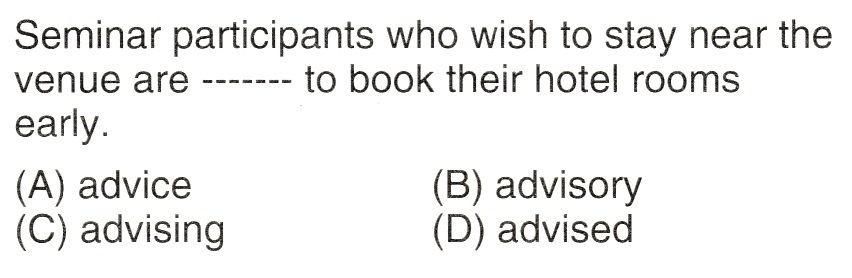 Seminar participants who wish to stay near the
venue are ------- to book their hotel rooms
early.
(A) advice (B) advisory
(C) advising (D) advised